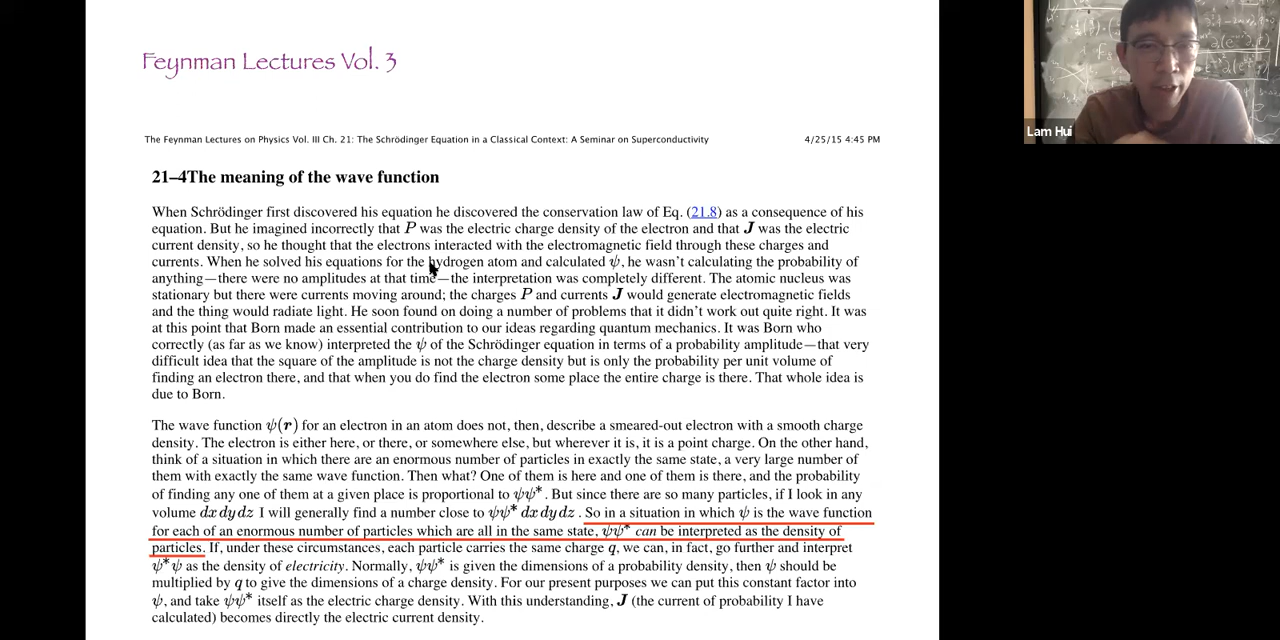 Feynman Lectures Vol. 3
The Feynman Lectures on Physics Vol. III Ch. 21: The Schrödinger Equation in a Classical Context: A Seminar on Superconductivity
4/25/15 4:45 PM
Lam Hui
21–4The meaning of the wave function
When Schrödinger first discovered his equation he discovered the conservation law of Eq. (21.8) as a consequence of his
equation. But he imagined incorrectly that P was the electric charge density of the electron and that J was the electric
current density, so he thought that the electrons interacted with the electromagnetic field through these charges and
currents. When he solved his equations for the hydrogen atom and calculated ψ, he wasn't calculating the probability of
anything—there were no amplitudes at that time—the interpretation was completely different. The atomic nucleus was
stationary but there were currents moving around; the charges P and currents J would generate electromagnetic fields
and the thing would radiate light. He soon found on doing a number of problems that it didn't work out quite right. It was
at this point that Born made an essential contribution to our ideas regarding quantum mechanics. It was Born who
correctly (as far as we know) interpreted the ψ of the Schrödinger equation in terms of a probability amplitude—that very
difficult idea that the square of the amplitude is not the charge density but is only the probability per unit volume of
finding an electron there, and that when you do find the electron some place the entire charge is there. That whole idea is
due to Born.
The wave function ψ(r) for an electron in an atom does not, then, describe a smeared-out electron with a smooth charge
density. The electron is either here, or there, or somewhere else, but wherever it is, it is a point charge. On the other hand,
think of a situation in which there are an enormous number of particles in exactly the same state, a very large number of
them with exactly the same wave function. Then what? One of them is here and one of them is there, and the probability
of finding any one of them at a given place is proportional to ψψ*. But since there are so many particles, if I look in any
volume dx dy dz I will generally find a number close to ψψ* dx dy dz. So in a situation in which ψ is the wave function
for each of an enormous number of particles which are all in the same state, ψψ* can be interpreted as the density of
particles. If, under these circumstances, each particle carries the same charge q, we can, in fact, go further and interpret
ψ*ψ as the density of electricity. Normally, ψψ* is given the dimensions of a probability density, then ψ should be
multiplied by q to give the dimensions of a charge density. For our present purposes we can put this constant factor into
ψ, and take ψψ* itself as the electric charge density. With this understanding, J (the current of probability I have
calculated) becomes directly the electric current density.